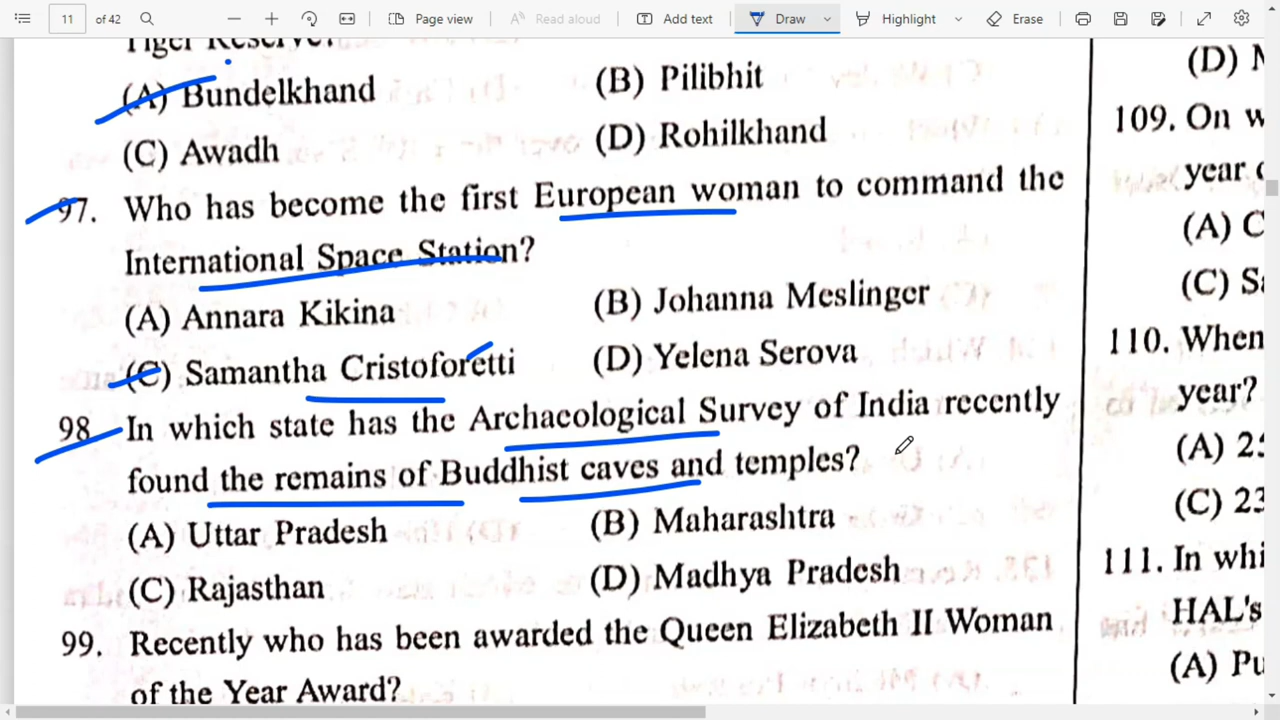 11 of 42
Page view
Read aloud
Add text
Draw
Highlight
Erase
Tiger Reserve?
(A) Bundelkhand (B) Pilibhit
(C) Awadh (D) Rohilkhand
97. Who has become the first European woman to command the
International Space Station?
(A) Annara Kikina (B) Johanna Meslinger
(C) Samantha Cristoforetti (D) Yelena Serova
98. In which state has the Archaeological Survey of India recently
found the remains of Buddhist caves and temples?
(A) Uttar Pradesh (B) Maharashtra
(C) Rajasthan (D) Madhya Pradesh
99. Recently who has been awarded the Queen Elizabeth II Woman
of the Year Award?
(D)
109. On
year
(A) C
(C)
110. When
year?
(A)
(C)
111. In
HAL's
(A)